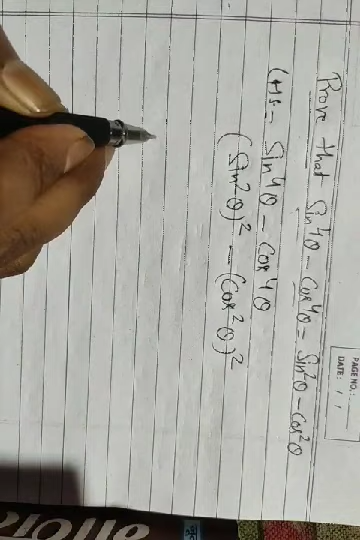 PAGE NO.:
DATE: / /
Prove that Sin⁴θ - Cos⁴θ = Sin²θ - Cos²θ
LHS - Sin⁴θ - Cos⁴θ
(Sin²θ)² - (Cos²θ)²